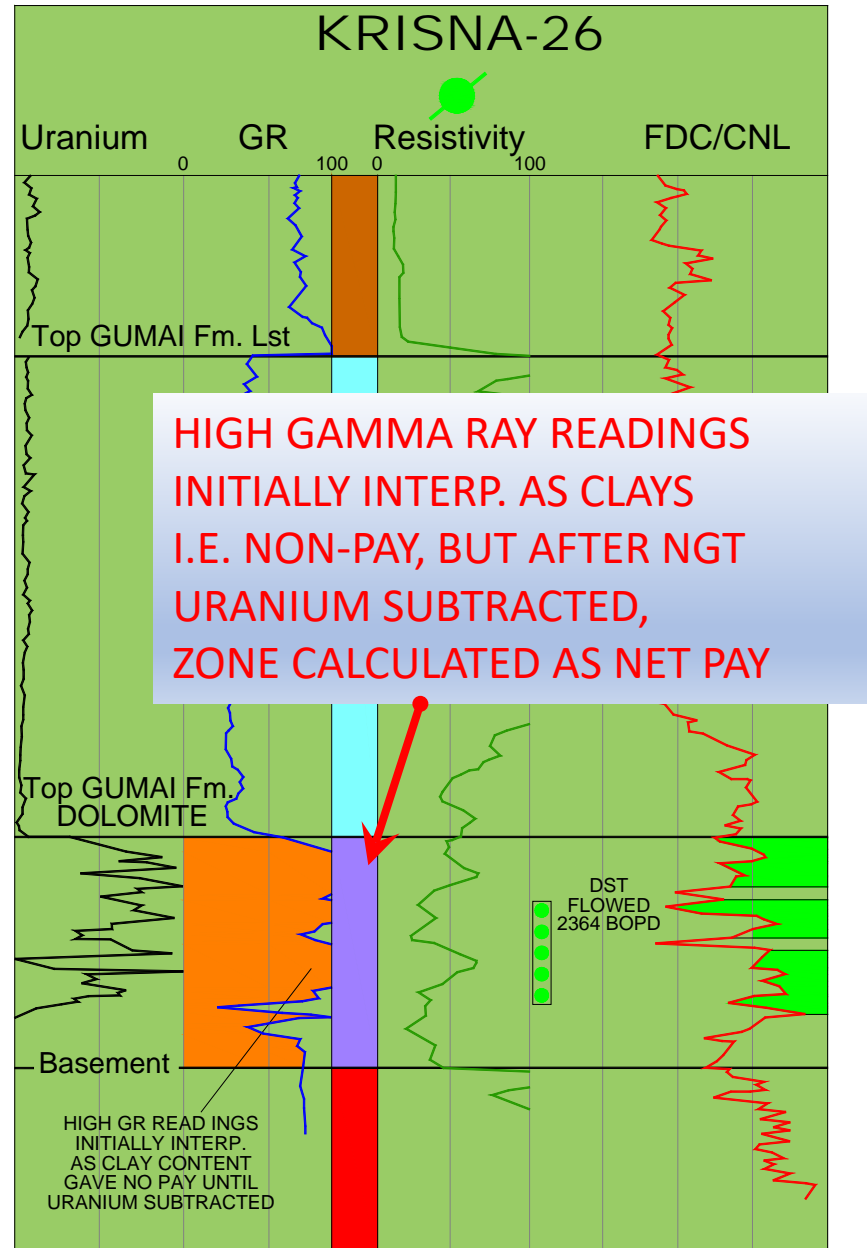 KRISNA-26
Uranium GR Resistivity FDC/CNL
0 100 0 100
Top GUMAI Fm. Lst
HIGH GAMMA RAY READINGS
INITIALLY INTERP. AS CLAYS
I.E. NON-PAY, BUT AFTER NGT
URANIUM SUBTRACTED,
ZONE CALCULATED AS NET PAY
Top GUMAI Fm.
DOLOMITE
DST
FLOWED
2364 BOPD
Basement
HIGH GR READ INGS
INITIALLY INTERP.
AS CLAY CONTENT
GAVE NO PAY UNTIL
URANIUM SUBTRACTED